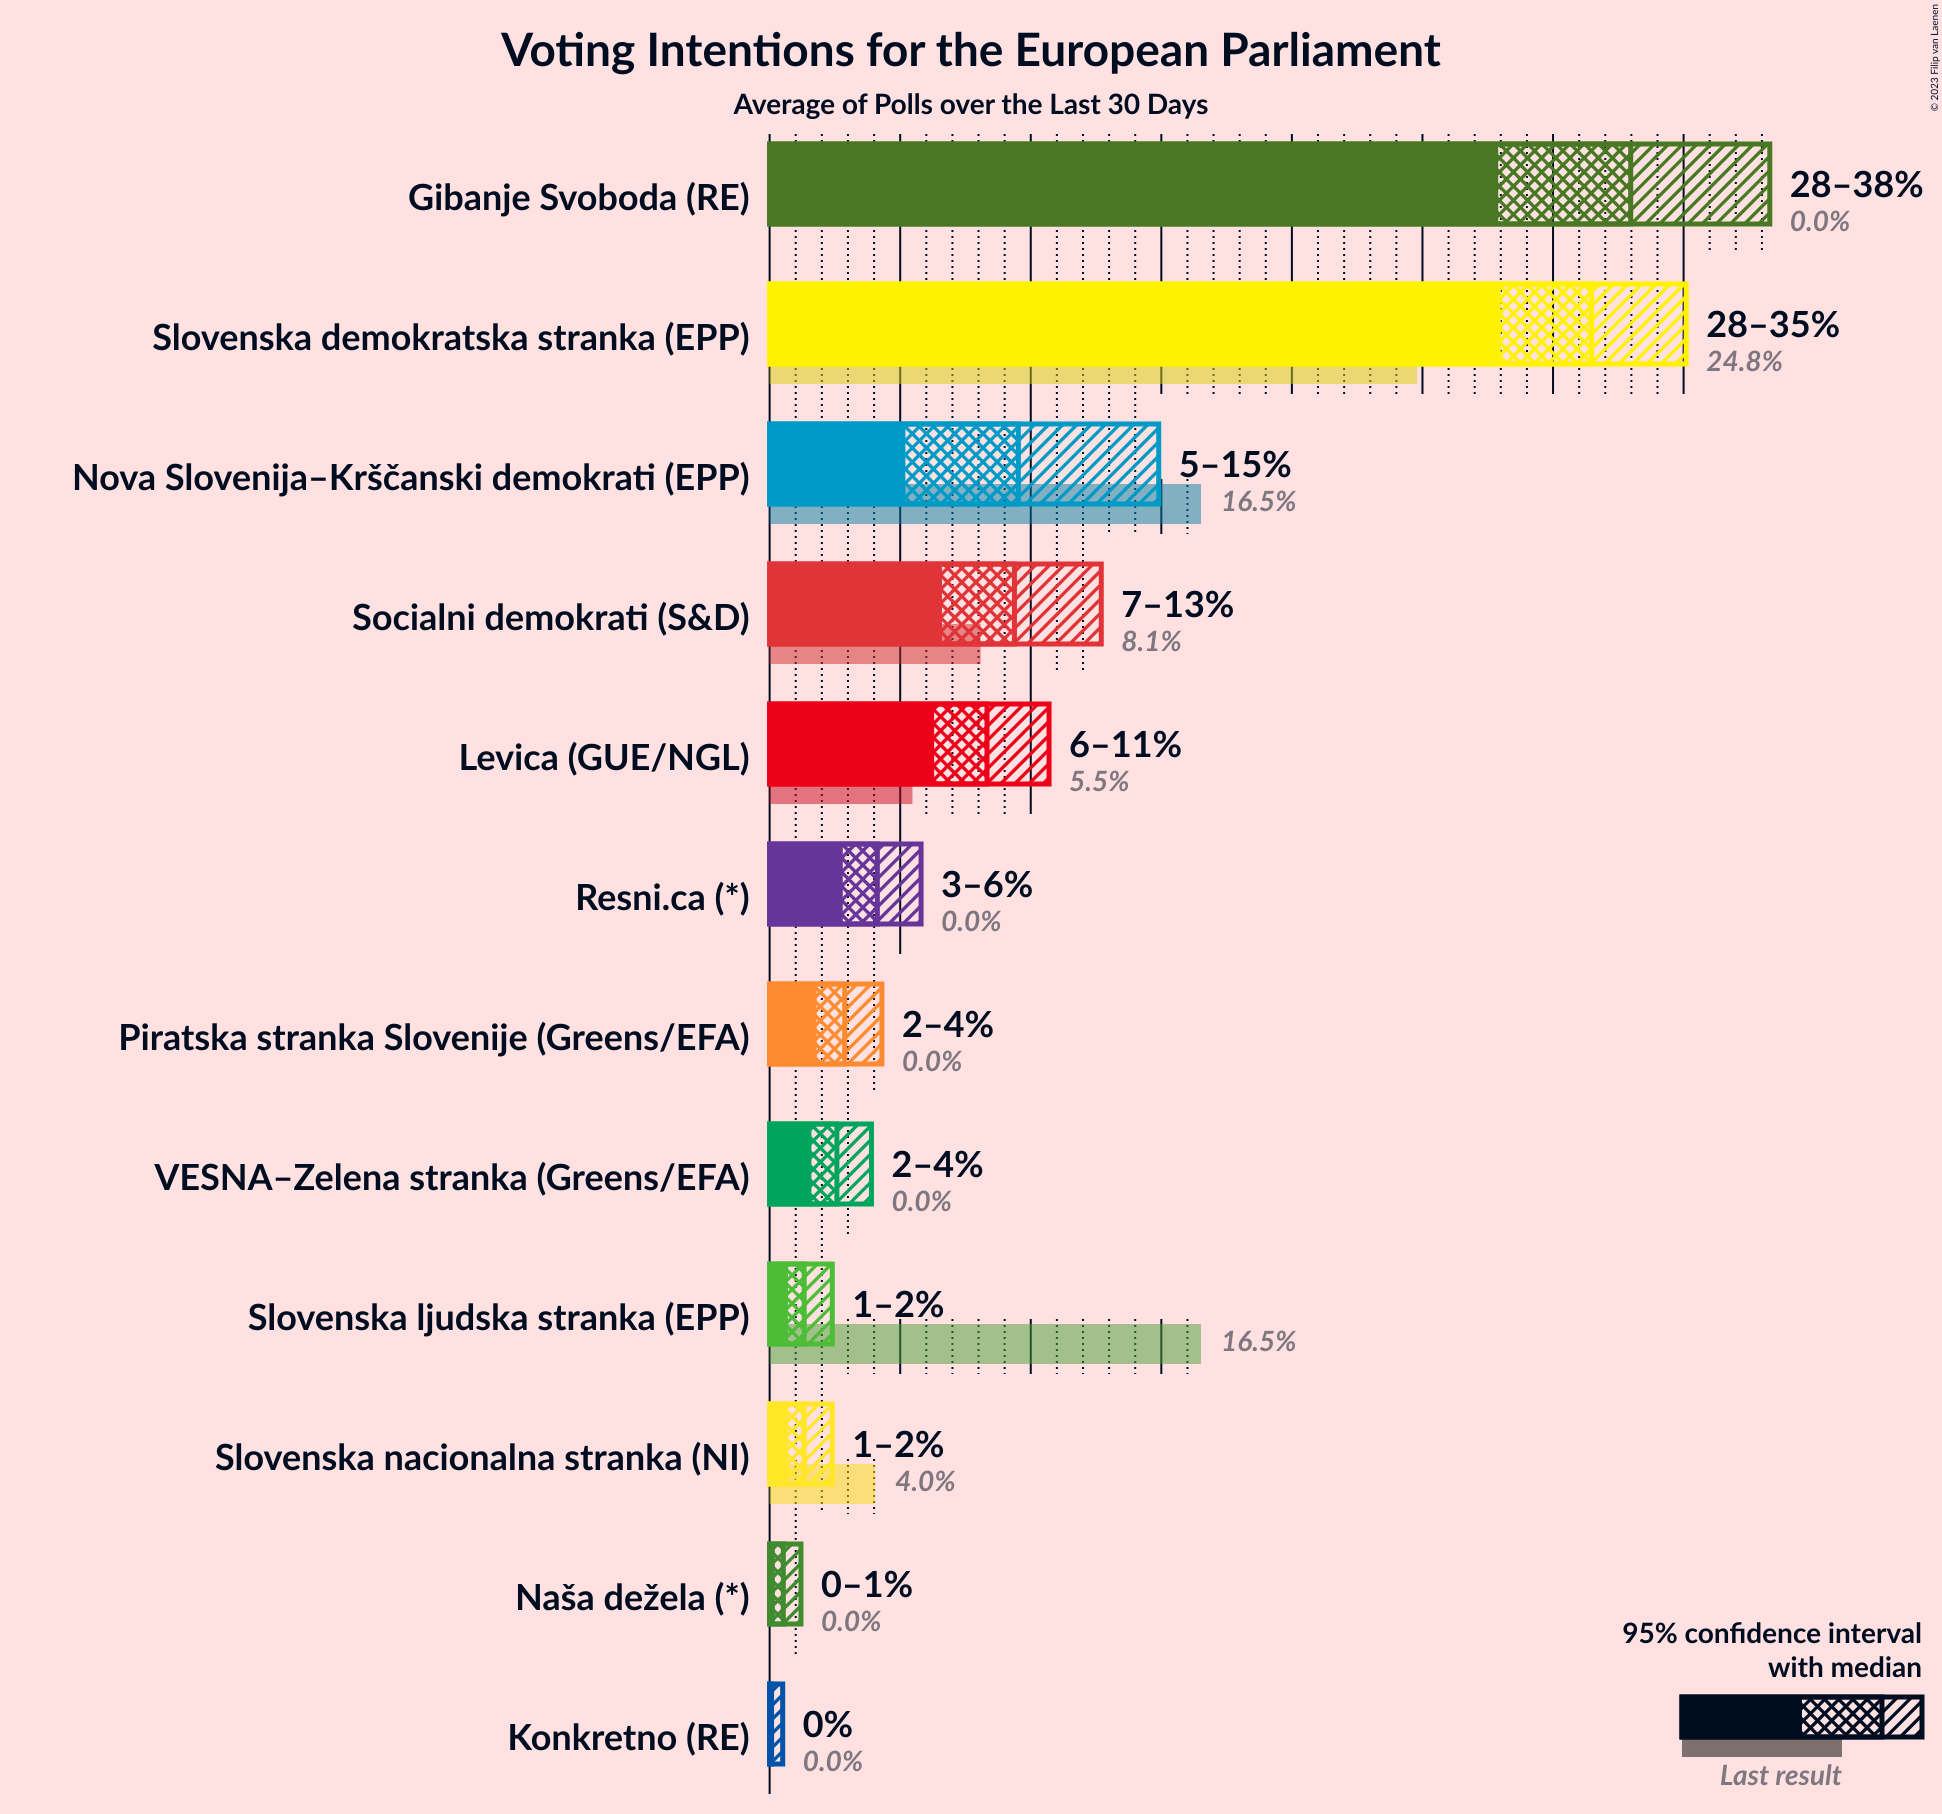 Voting Intentions for the European Parliament
Average of Polls over the Last 30 Days
© 2023 Filip van Laenen
Gibanje Svoboda (RE)
28–38%
0.0%
Slovenska demokratska stranka (EPP)
28–35%
24.8%
Nova Slovenija–Krščanski demokrati (EPP)
5–15%
16.5%
Socialni demokrati (S&D)
7–13%
8.1%
Levica (GUE/NGL)
6–11%
5.5%
Resni.ca (*)
3–6%
0.0%
Piratska stranka Slovenije (Greens/EFA)
2–4%
0.0%
VESNA–Zelena stranka (Greens/EFA)
2–4%
0.0%
Slovenska ljudska stranka (EPP)
1–2%
16.5%
Slovenska nacionalna stranka (NI)
1–2%
4.0%
Naša dežela (*)
0–1%
0.0%
Konkretno (RE)
0%
0.0%
95% confidence interval
with median
Last result